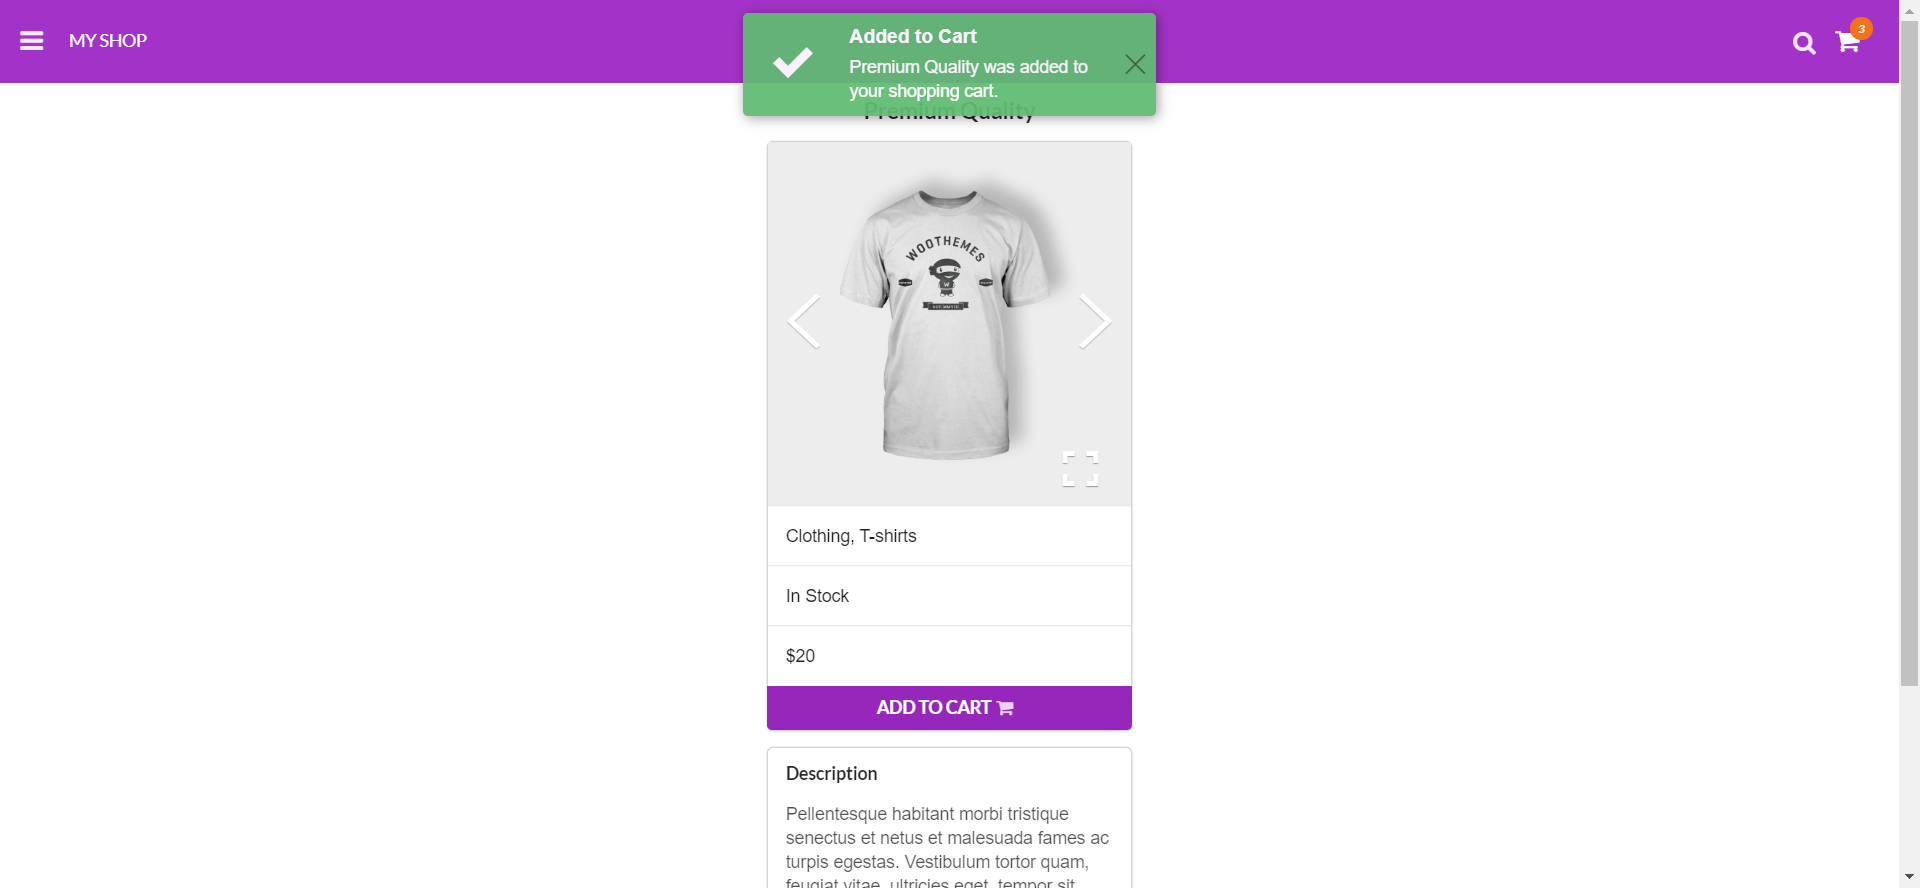 MY SHOP
3
Added to Cart
Premium Quality was added to
your shopping cart.
Premium Quality
WOOTHEMES
W
Clothing, T-shirts
In Stock
$20
ADD TO CART
Description
Pellentesque habitant morbi tristique
senectus et netus et malesuada fames ac
turpis egestas. Vestibulum tortor quam,
feugiat vitae, ultricies eget, tempor sit